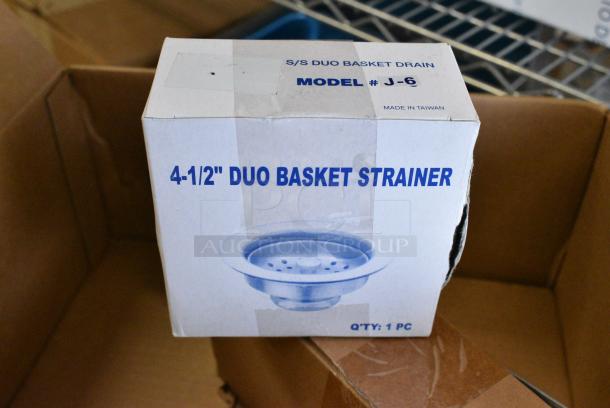 S/S DUO BASKET DRAIN
MODEL # J-6
MADE IN TAIWAN
4-1/2" DUO BASKET STRAINER
AUCTION GROUP
Q'TY: 1 PC